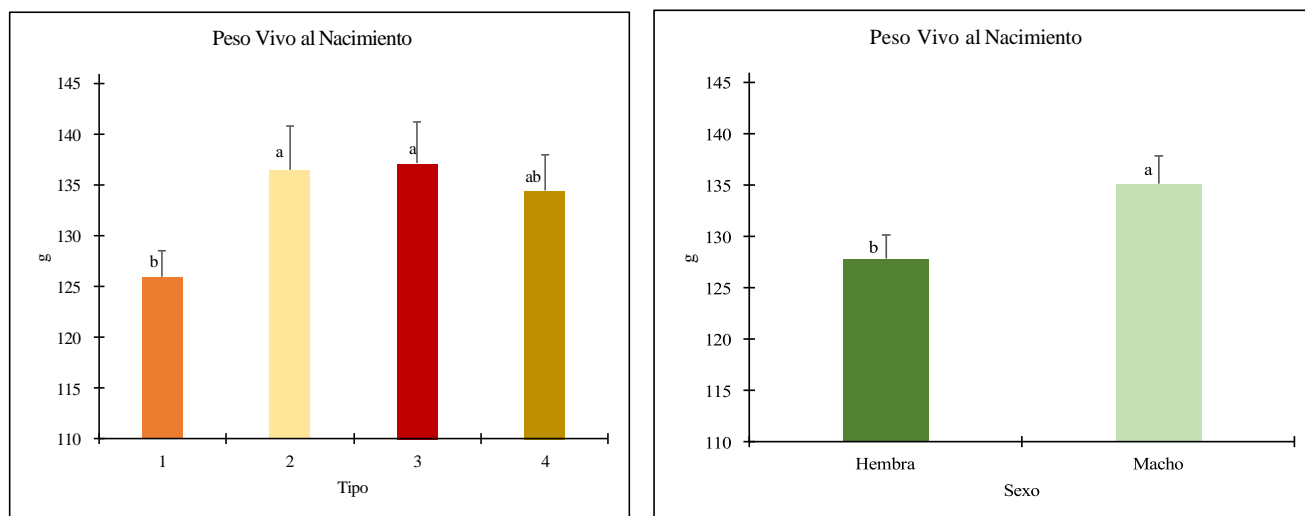 Peso Vivo al Nacimiento
145
140
135
130
125
120
115
110
g
b
a
a
ab
1
2
3
4
Tipo
Peso Vivo al Nacimiento
145
140
135
130
125
120
115
110
g
b
a
Hembra
Macho
Sexo